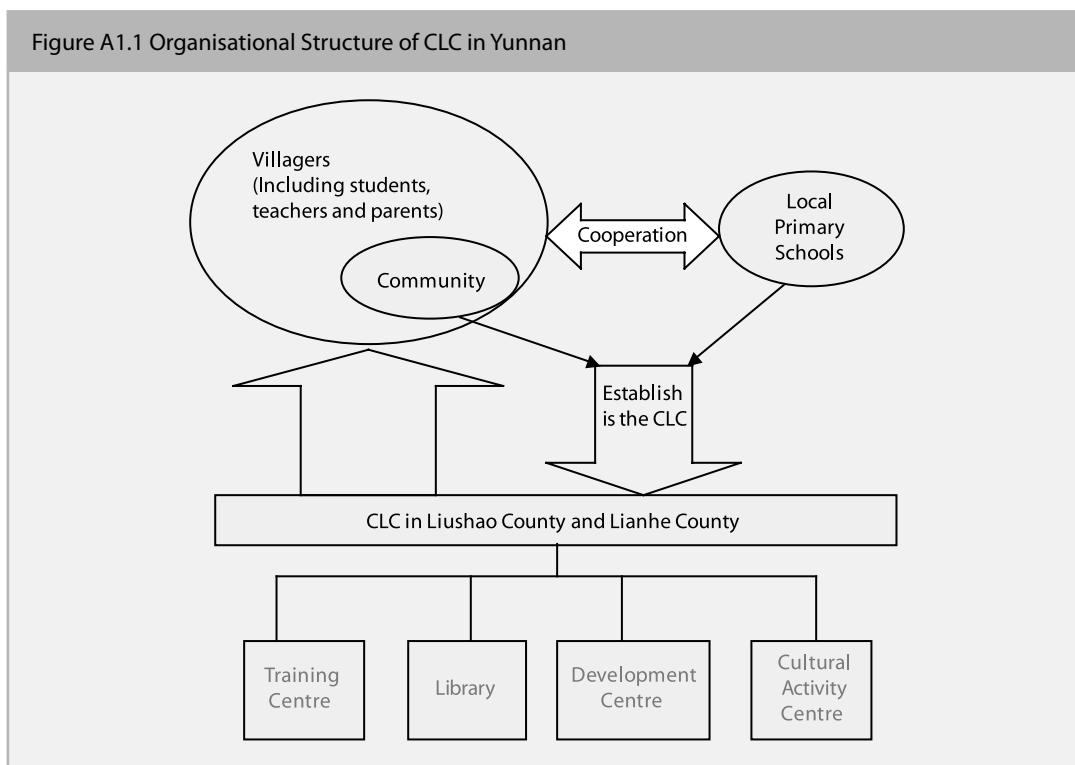 Figure A1.1 Organisational Structure of CLC in Yunnan
Villagers
(Including students,
teachers and parents)
Community
Cooperation
Local
Primary
Schools
Establish
is the CLC
CLC in Liushao County and Lianhe County
Training
Centre
Library
Development
Centre
Cultural
Activity
Centre